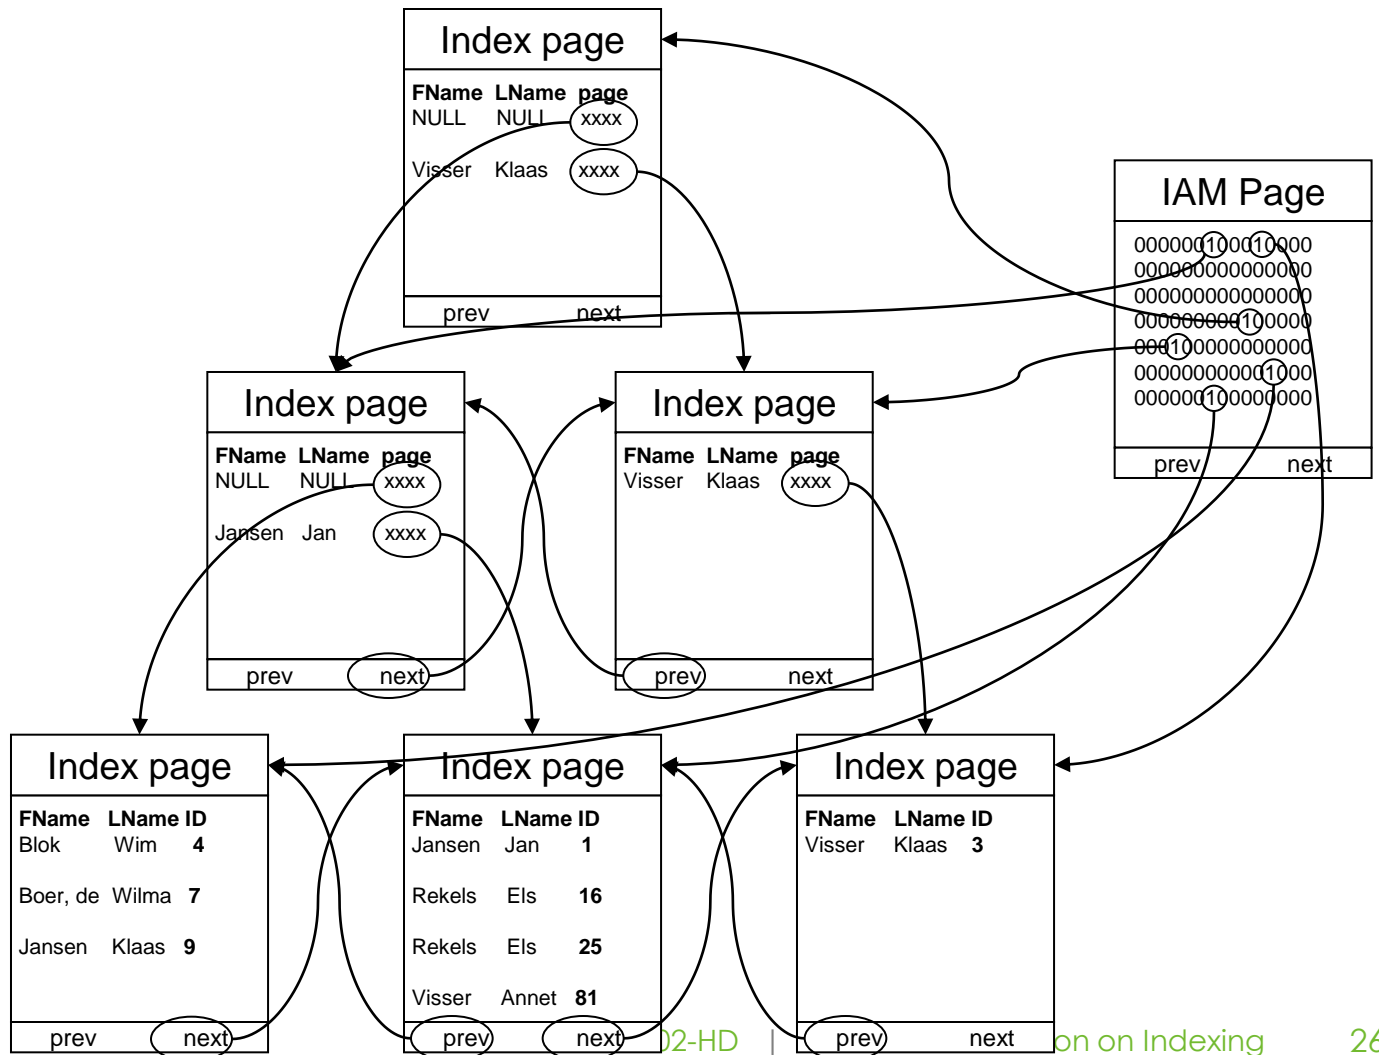 Index page
FName LName page
NULL NULL xxxx
Visser Klaas xxxx
prev next
IAM Page
000000100010000
000000000000000
000000000000000
000000000100000
000100000000000
000000000001000
000000100000000
prev next
Index page
FName LName page
NULL NULL xxxx
Jansen Jan xxxx
prev next
Index page
FName LName page
Visser Klaas xxxx
prev next
Index page
FName LName ID
Blok Wim 4
Boer, de Wilma 7
Jansen Klaas 9
prev next
Index page
FName LName ID
Jansen Jan 1
Rekels Els 16
Rekels Els 25
Visser Annet 81
prev next
Index page
FName LName ID
Visser Klaas 3
prev next
02-HD | on on Indexing 26